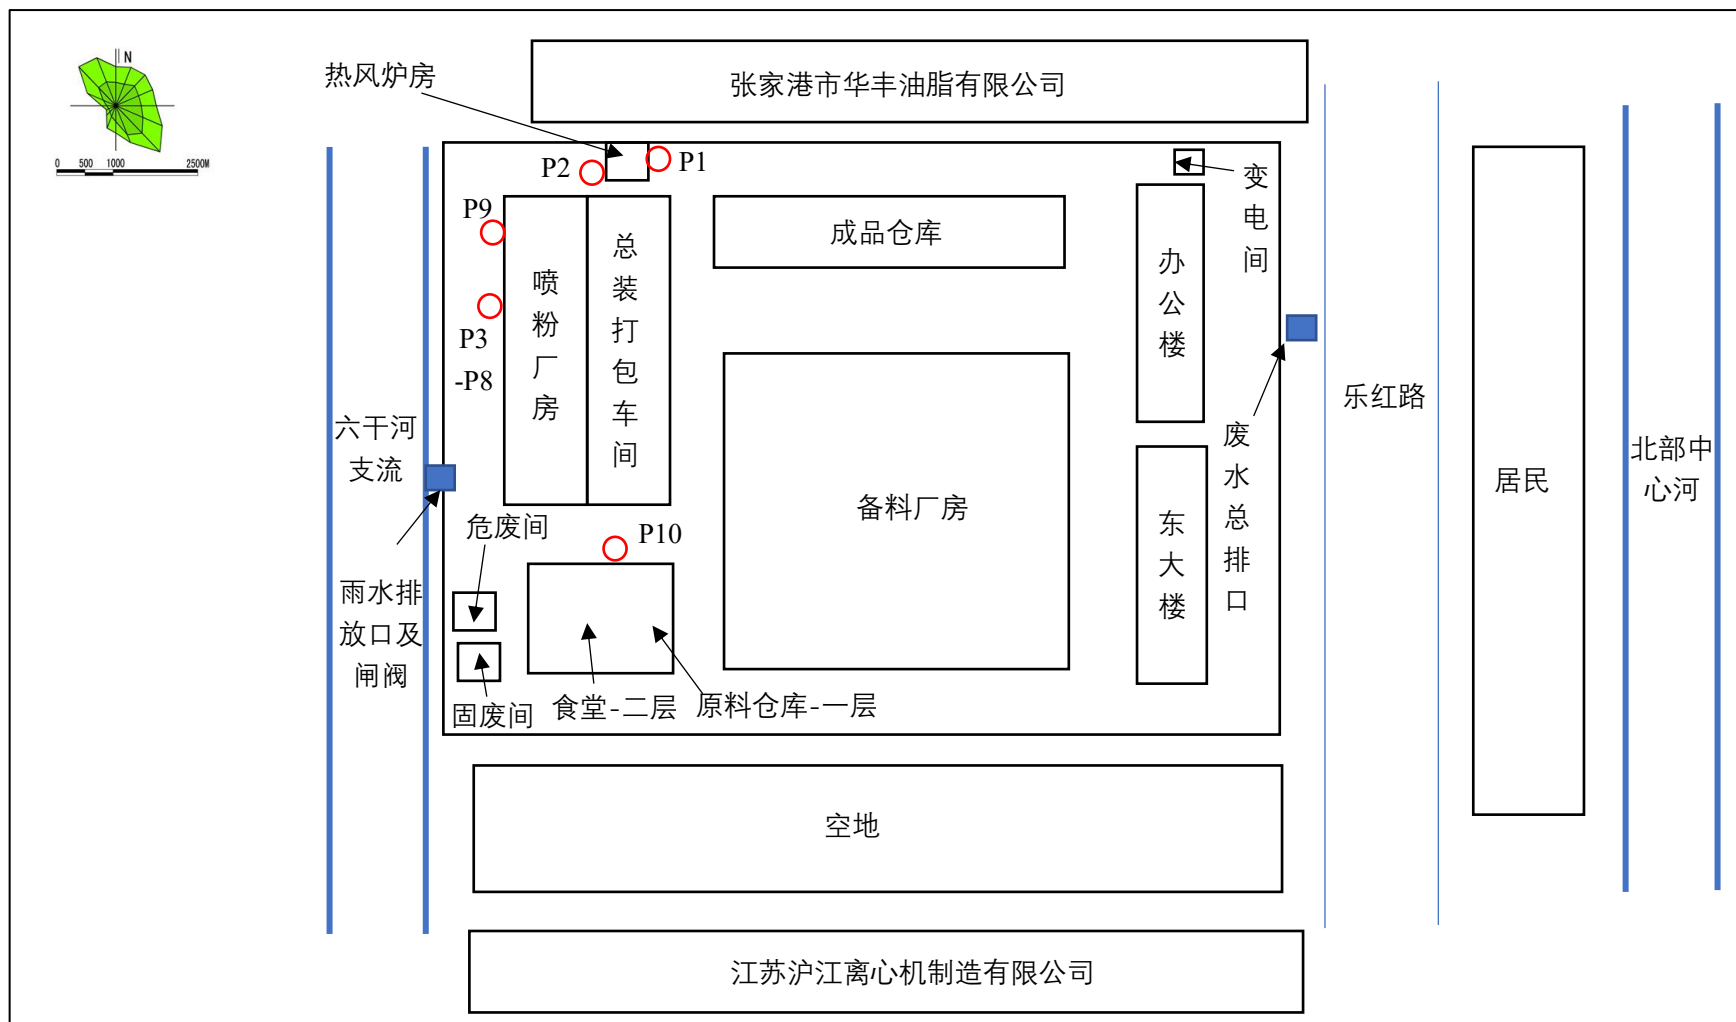 N
0 500 1000 2500M
热风炉房
张家港市华丰油脂有限公司
P2
P1
变电间
P9
成品仓库
总装打包车间
喷粉厂房
办公楼
P3
-P8
六干河
支流
乐红路
废水总排口
北部中
心河
居民
备料厂房
危废间
P10
东大楼
雨水排
放口及
闸阀
固废间
食堂-二层
原料仓库-一层
空地
江苏沪江离心机制造有限公司